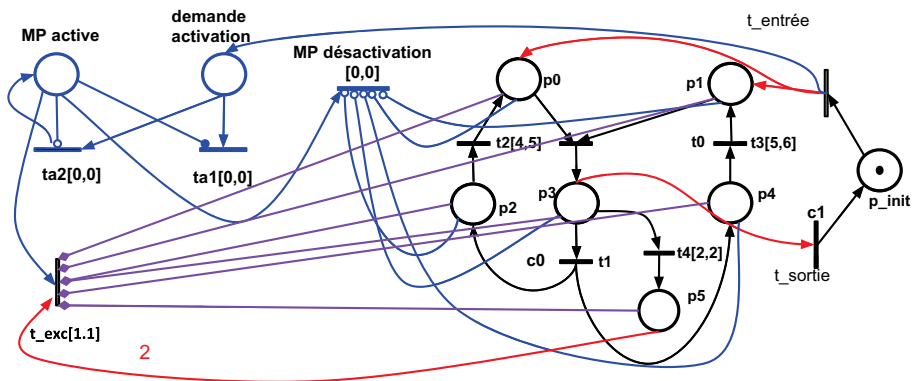 MP active
demande
activation
MP désactivation
[0,0]
t_entrée
p0
p1
t2[4,5]
t0
t3[5,6]
ta2[0,0]
ta1[0,0]
p2
p3
p4
c1
p_init
c0
t1
t4[2,2]
t_sortie
p5
t_exc[1.1]
2